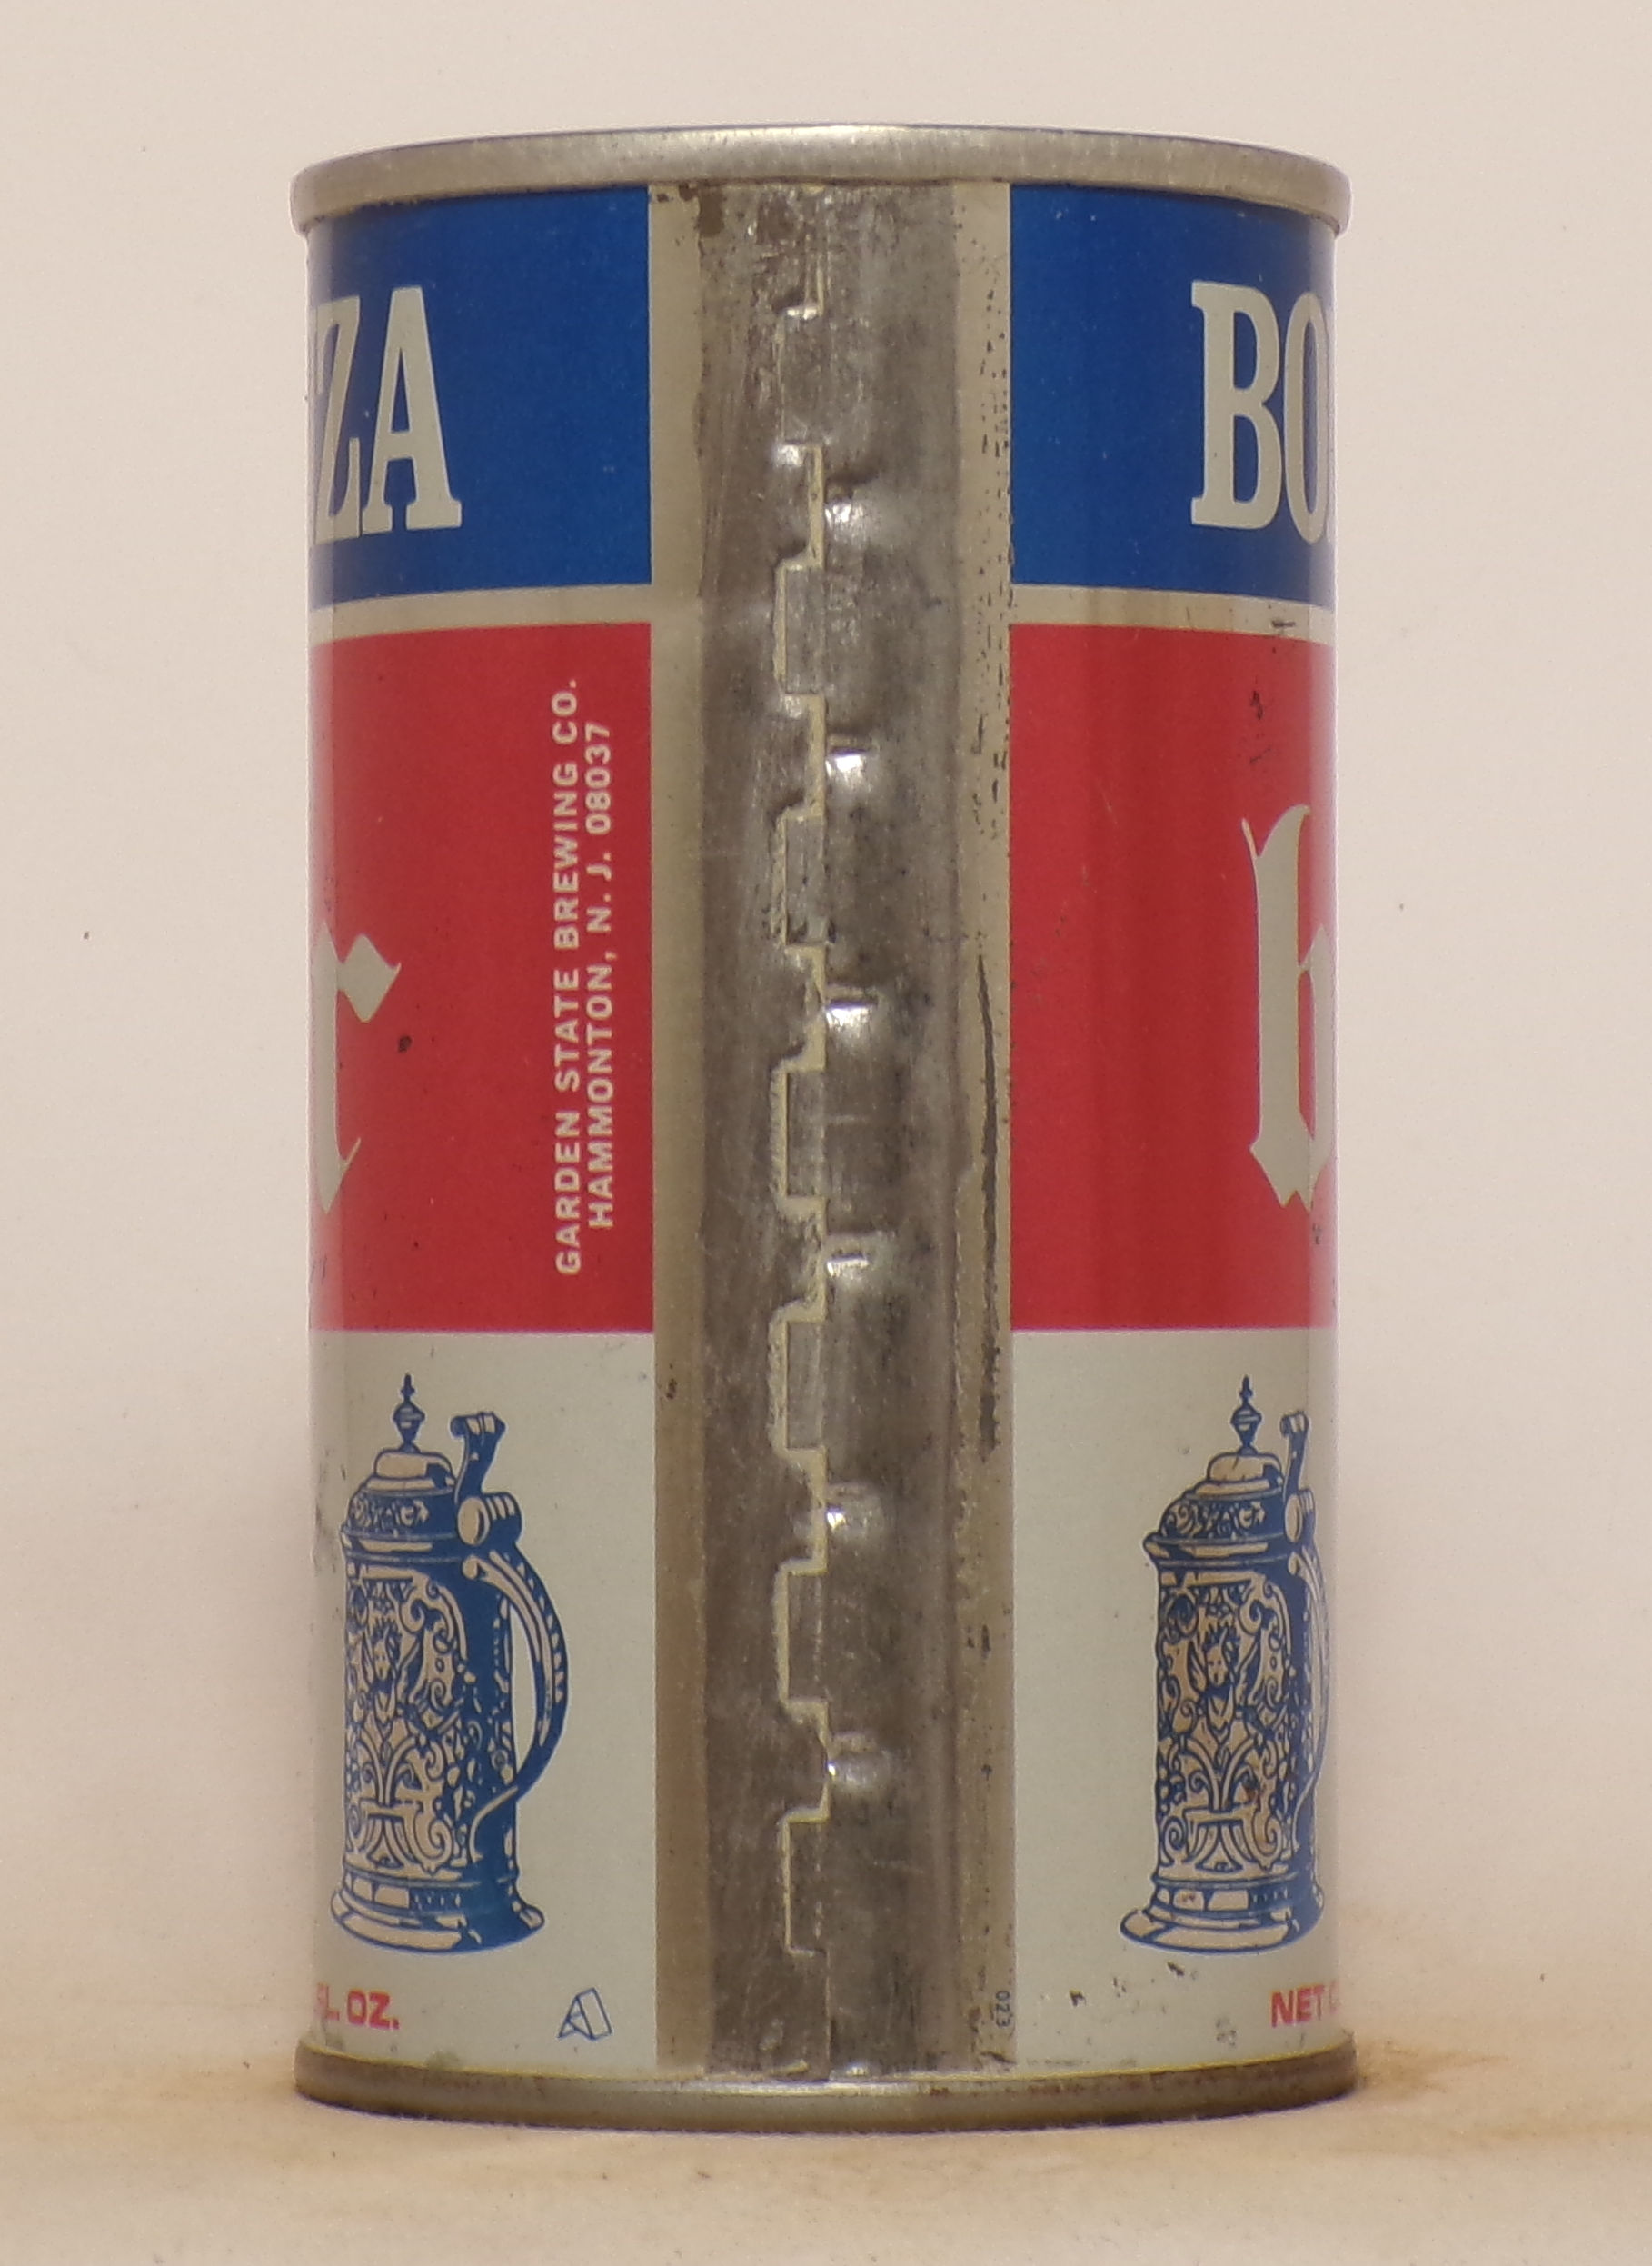 ZA
BO
r
b
GARDEN STATE BREWING CO.
HAMMONTON, N. J. 08037
FL. OZ.
NET
023